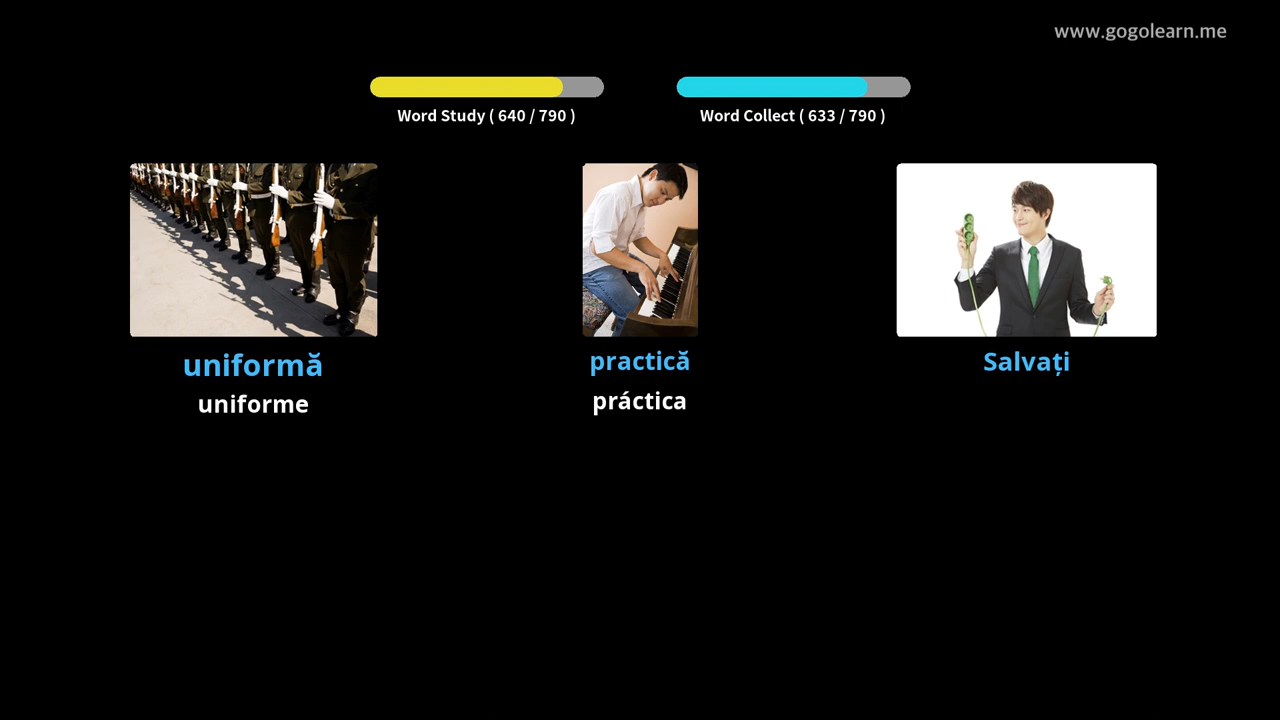 www.gogolearn.me
Word Study ( 640 / 790 )
Word Collect ( 633 / 790 )
uniformă
uniforme
practică
práctica
Salvați